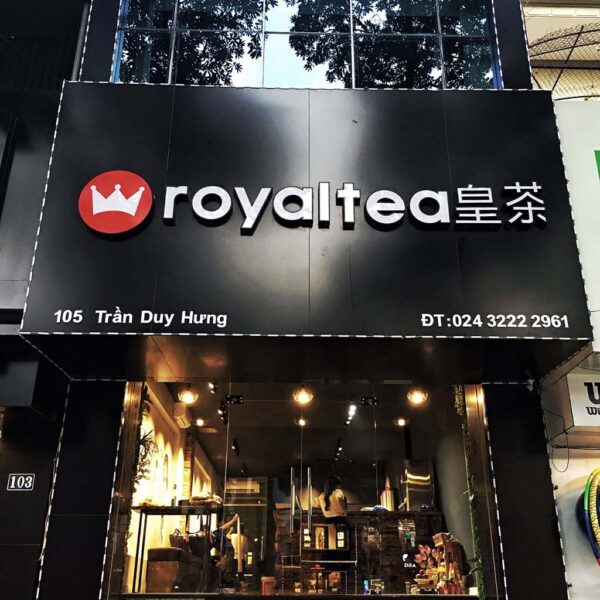 royaltea皇茶
105 Trần Duy Hưng
ĐT:024 3222 2961
103